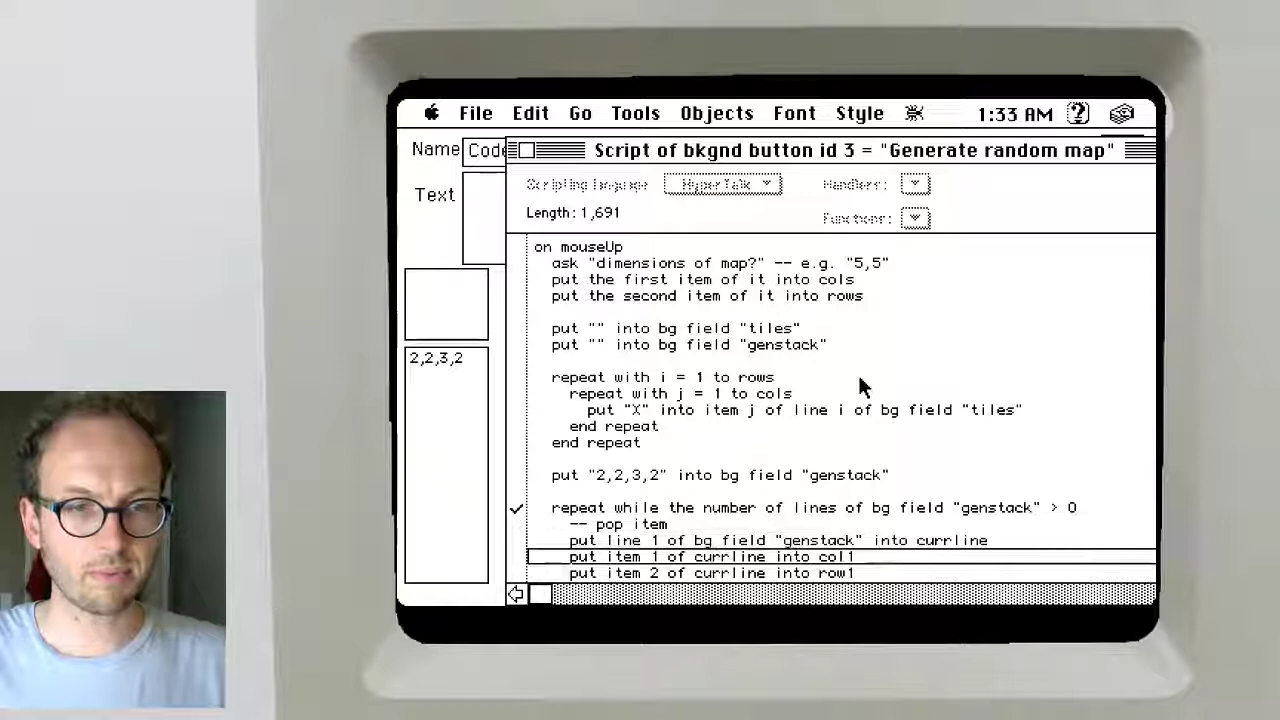 File Edit Go Tools Objects Font Style 1:33 AM
Name Code
Script of bkgnd button id 3 = "Generate random map"
Scripting language HyperTalk Handlers:
Text
Length: 1,691
Functions:
on mouseUp
ask "dimensions of map?" -- e.g. "5,5"
put the first item of it into cols
put the second item of it into rows
put "" into bg field "tiles"
put "" into bg field "genstack"
2,2,3,2
repeat with i = 1 to rows
repeat with j = 1 to cols
put "X" into item j of line i of bg field "tiles"
end repeat
end repeat
put "2,2,3,2" into bg field "genstack"
repeat while the number of lines of bg field "genstack" > 0
-- pop item
put line 1 of bg field "genstack" into currline
put item 1 of currline into col1
put item 2 of currline into row1